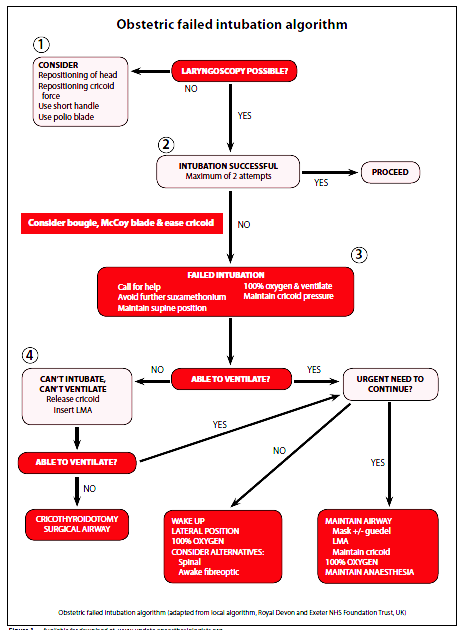 Obstetric failed intubation algorithm
1
CONSIDER
Repositioning of head
Repositioning cricoid
force
Use short handle
Use polio blade
LARYNGOSCOPY POSSIBLE?
NO
YES
2
INTUBATION SUCCESSFUL
Maximum of 2 attempts
YES
PROCEED
Consider bougie, McCoy blade & ease cricoid
NO
3
FAILED INTUBATION
Call for help
Avoid further suxamethonium
Maintain supine position
100% oxygen & ventilate
Maintain cricoid pressure
4
CAN'T INTUBATE,
CAN'T VENTILATE
Release cricoid
Insert LMA
NO
ABLE TO VENTILATE?
YES
URGENT NEED TO
CONTINUE?
ABLE TO VENTILATE?
YES
NO
NO
YES
CRICOTHYROIDOTOMY
SURGICAL AIRWAY
WAKE UP
LATERAL POSITION
100% OXYGEN
CONSIDER ALTERNATIVES:
Spinal
Awake fibreoptic
MAINTAIN AIRWAY
Mask +/- guedel
LMA
Maintain cricoid
100% OXYGEN
MAINTAIN ANAESTHESIA
Obstetric failed intubation algorithm (adapted from local algorithm, Royal Devon and Exeter NHS Foundation Trust, UK)